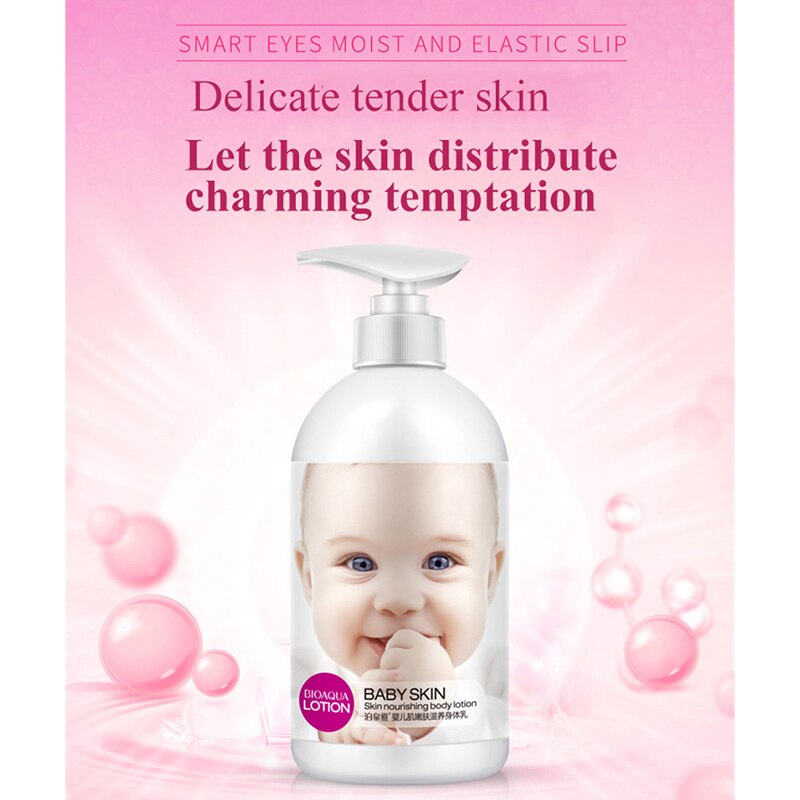 SMART EYES MOIST AND ELASTIC SLIP
Delicate tender skin
Let the skin distribute
charming temptation
BIOAQUA
LOTION
BABY SKIN
Skin nourishing body lotion
泊泉雅®婴儿肌嫩肤滋养身体乳